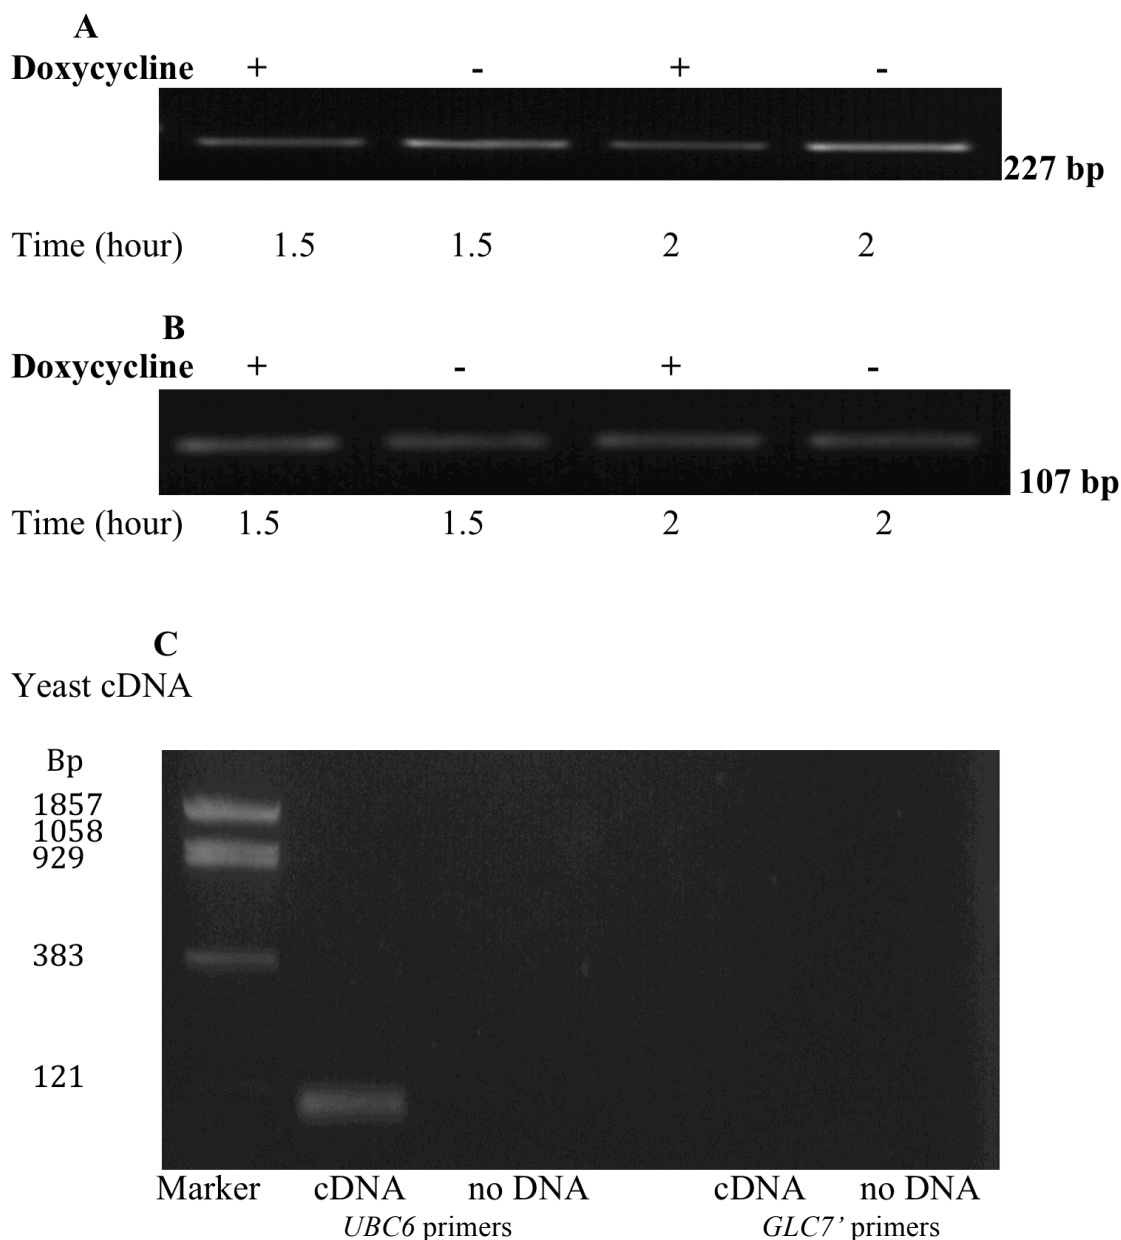 A
Doxycycline + - + -
227 bp
Time (hour) 1.5 1.5 2 2
B
Doxycycline + - + -
107 bp
Time (hour) 1.5 1.5 2 2
C
Yeast cDNA
Bp
1857
1058
929
383
121
Marker cDNA no DNA cDNA no DNA
UBC6 primers GLC7’ primers